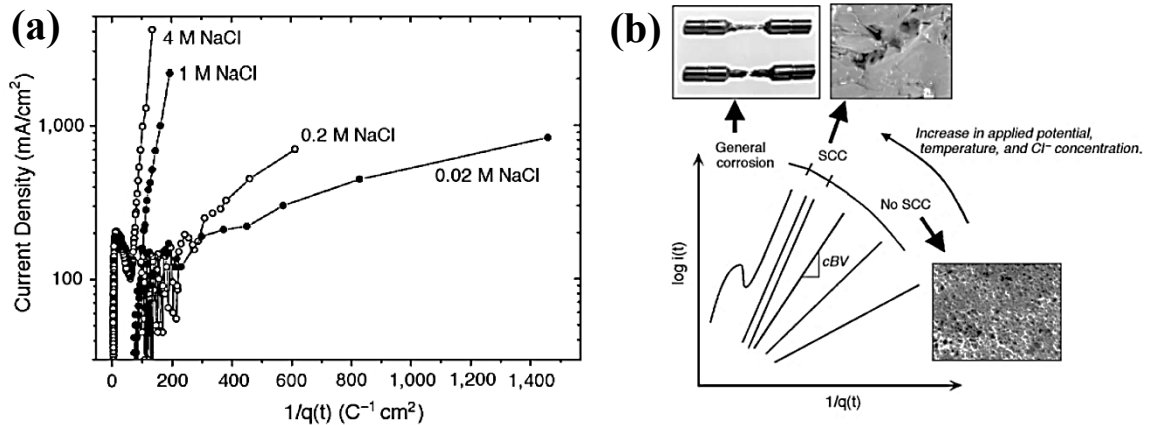 (a)
4 M NaCl
1 M NaCl
0.2 M NaCl
0.02 M NaCl
1,000
100
Current Density (mA/cm²)
0 200 400 600 800 1,000 1,200 1,400
1/q(t) (C⁻¹ cm²)
(b)
General
corrosion
SCC
Increase in applied potential,
temperature, and Cl⁻ concentration.
No SCC
cBV
log i(t)
1/q(t)